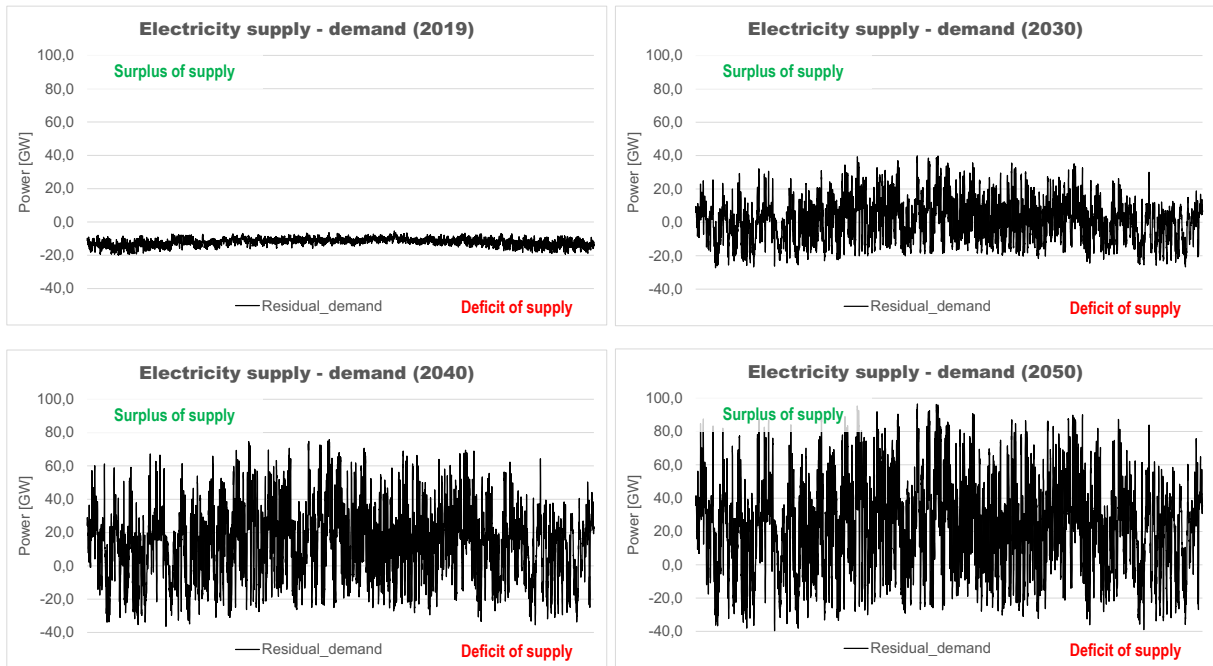 Electricity supply - demand (2019)
100,0
Surplus of supply
80,0
60,0
40,0
20,0
0,0
-20,0
-40,0
Power [GW]
Residual_demand
Deficit of supply
Electricity supply - demand (2030)
100,0
Surplus of supply
80,0
60,0
40,0
20,0
0,0
-20,0
-40,0
Power [GW]
Residual_demand
Deficit of supply
Electricity supply - demand (2040)
100,0
Surplus of supply
80,0
60,0
40,0
20,0
0,0
-20,0
-40,0
Power [GW]
Residual_demand
Deficit of supply
Electricity supply - demand (2050)
100,0
Surplus of supply
80,0
60,0
40,0
20,0
0,0
-20,0
-40,0
Power [GW]
Residual_demand
Deficit of supply